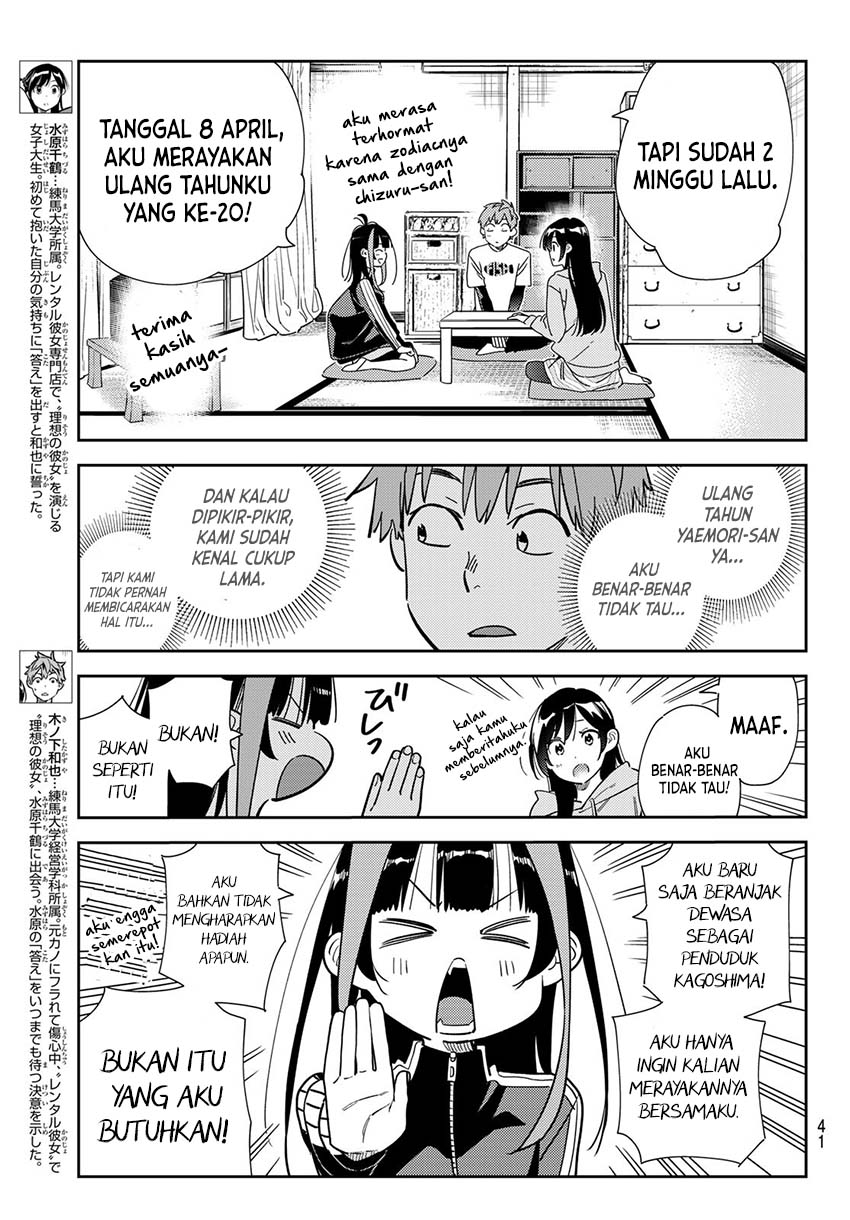 TAPI SUDAH 2
MINGGU LALU.
aku merasa
terhormat
karena zodiacnya
sama dengan
chizuru-san!
TANGGAL 8 APRIL,
AKU MERAYAKAN
ULANG TAHUNKU
YANG KE-20!
terima
kasih
semuanya~
ULANG
TAHUN
YAEMORI-SAN
YA...
AKU
BENAR-BENAR
TIDAK TAU...
DAN KALAU
DIPIKIR-PIKIR,
KAMI SUDAH
KENAL CUKUP
LAMA.
TAPI KAMI
TIDAK PERNAH
MEMBICARAKAN
HAL ITU...
MAAF.
AKU
BENAR-BENAR
TIDAK TAU!
kalau
saja kamu
memberitahuku
sebelumnya.
びしっ
BUKAN!
BUKAN
SEPERTI
ITU!
AKU BARU
SAJA BERANJAK
DEWASA
SEBAGAI
PENDUDUK
KAGOSHIMA!
AKU HANYA
INGIN KALIAN
MERAYAKANNYA
BERSAMAKU.
AKU
BAHKAN TIDAK
MENGHARAPKAN
HADIAH
APAPUN.
aku engga
semerepot
kan itu!
BUKAN ITU
YANG AKU
BUTUHKAN!
水原千鶴…練馬大学所属。レンタル彼女専門店で、〝理想の彼女〟を演じる
女子大生。初めて抱いた自分の気持ちに「答え」を出すと和也に誓った。
木ノ下和也…練馬大学経営学科所属。元カノにフラれて傷心中、〝レンタル彼女〟で
〝理想の彼女〟、水原千鶴に出会う。水原の「答え」をいつまでも待つ決意を示した。
41